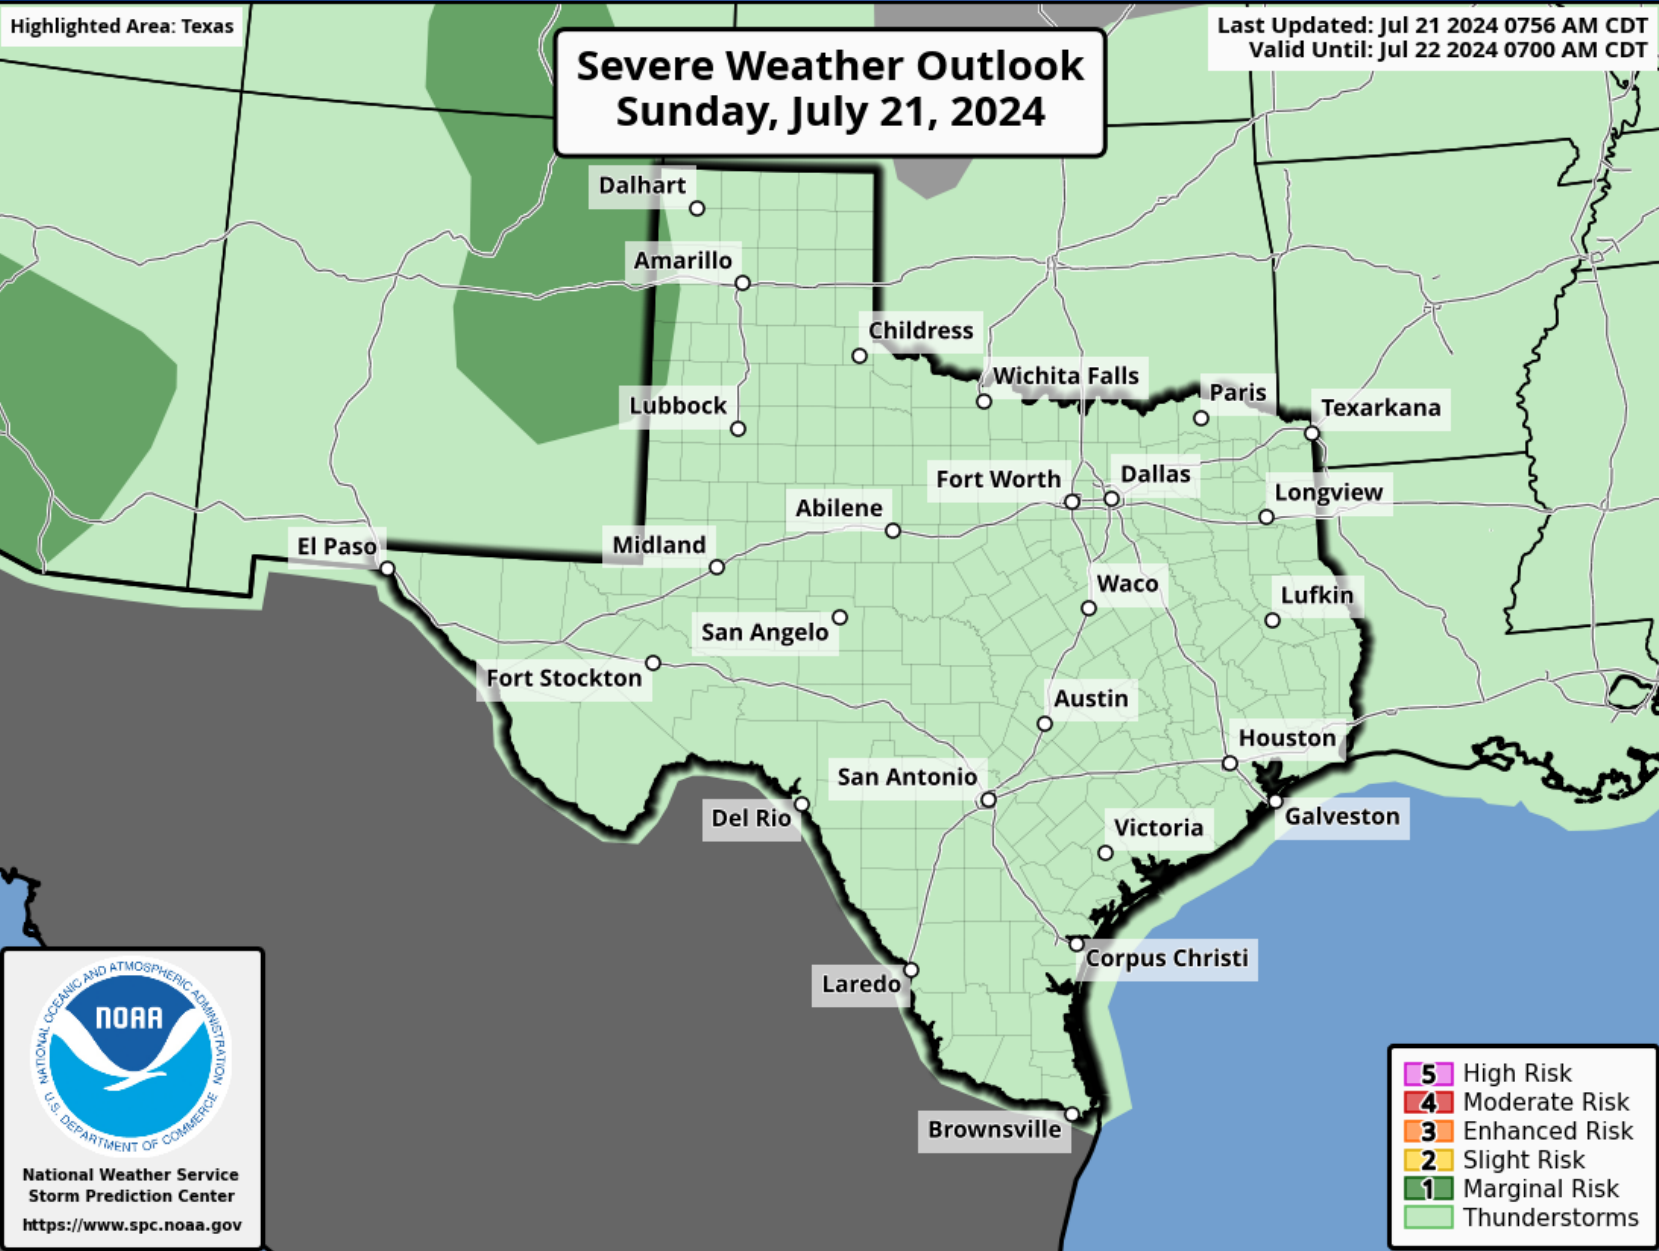 Highlighted Area: Texas
Severe Weather Outlook
Sunday, July 21, 2024
Last Updated: Jul 21 2024 0756 AM CDT
Valid Until: Jul 22 2024 0700 AM CDT
Dalhart
Amarillo
Childress
Wichita Falls
Paris
Texarkana
Lubbock
Fort Worth
Dallas
Longview
Abilene
El Paso
Midland
Waco
Lufkin
San Angelo
Fort Stockton
Austin
Houston
San Antonio
Del Rio
Galveston
Victoria
Corpus Christi
Laredo
Brownsville
NATIONAL OCEANIC AND ATMOSPHERIC ADMINISTRATION
NOAA
U.S. DEPARTMENT OF COMMERCE
National Weather Service
Storm Prediction Center
https://www.spc.noaa.gov
5 High Risk
4 Moderate Risk
3 Enhanced Risk
2 Slight Risk
1 Marginal Risk
Thunderstorms